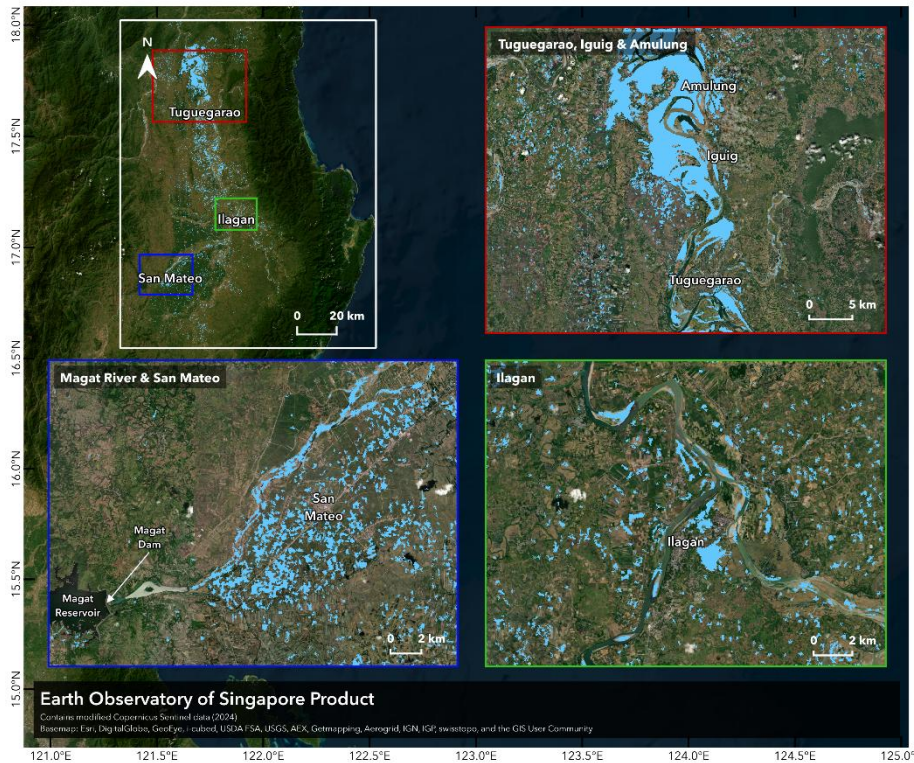 18.0°N
17.5°N
17.0°N
16.5°N
16.0°N
15.5°N
15.0°N
N
Tuguegarao
Ilagan
San Mateo
0 20 km
Tuguegarao, Iguig & Amulung
Amulung
Iguig
Tuguegarao
0 5 km
Magat River & San Mateo
San
Mateo
Magat
Dam
Magat
Reservoir
0 2 km
Ilagan
Ilagan
0 2 km
Earth Observatory of Singapore Product
Contains modified Copernicus Sentinel data (2024)
Basemap: Esri, DigitalGlobe, GeoEye, i-cubed, USDA FSA, USGS, AEX, Getmapping, Aerogrid, IGN, IGP, swisstopo, and the GIS User Community
121.0°E 121.5°E 122.0°E 122.5°E 123.0°E 123.5°E 124.0°E 124.5°E 125.0°E